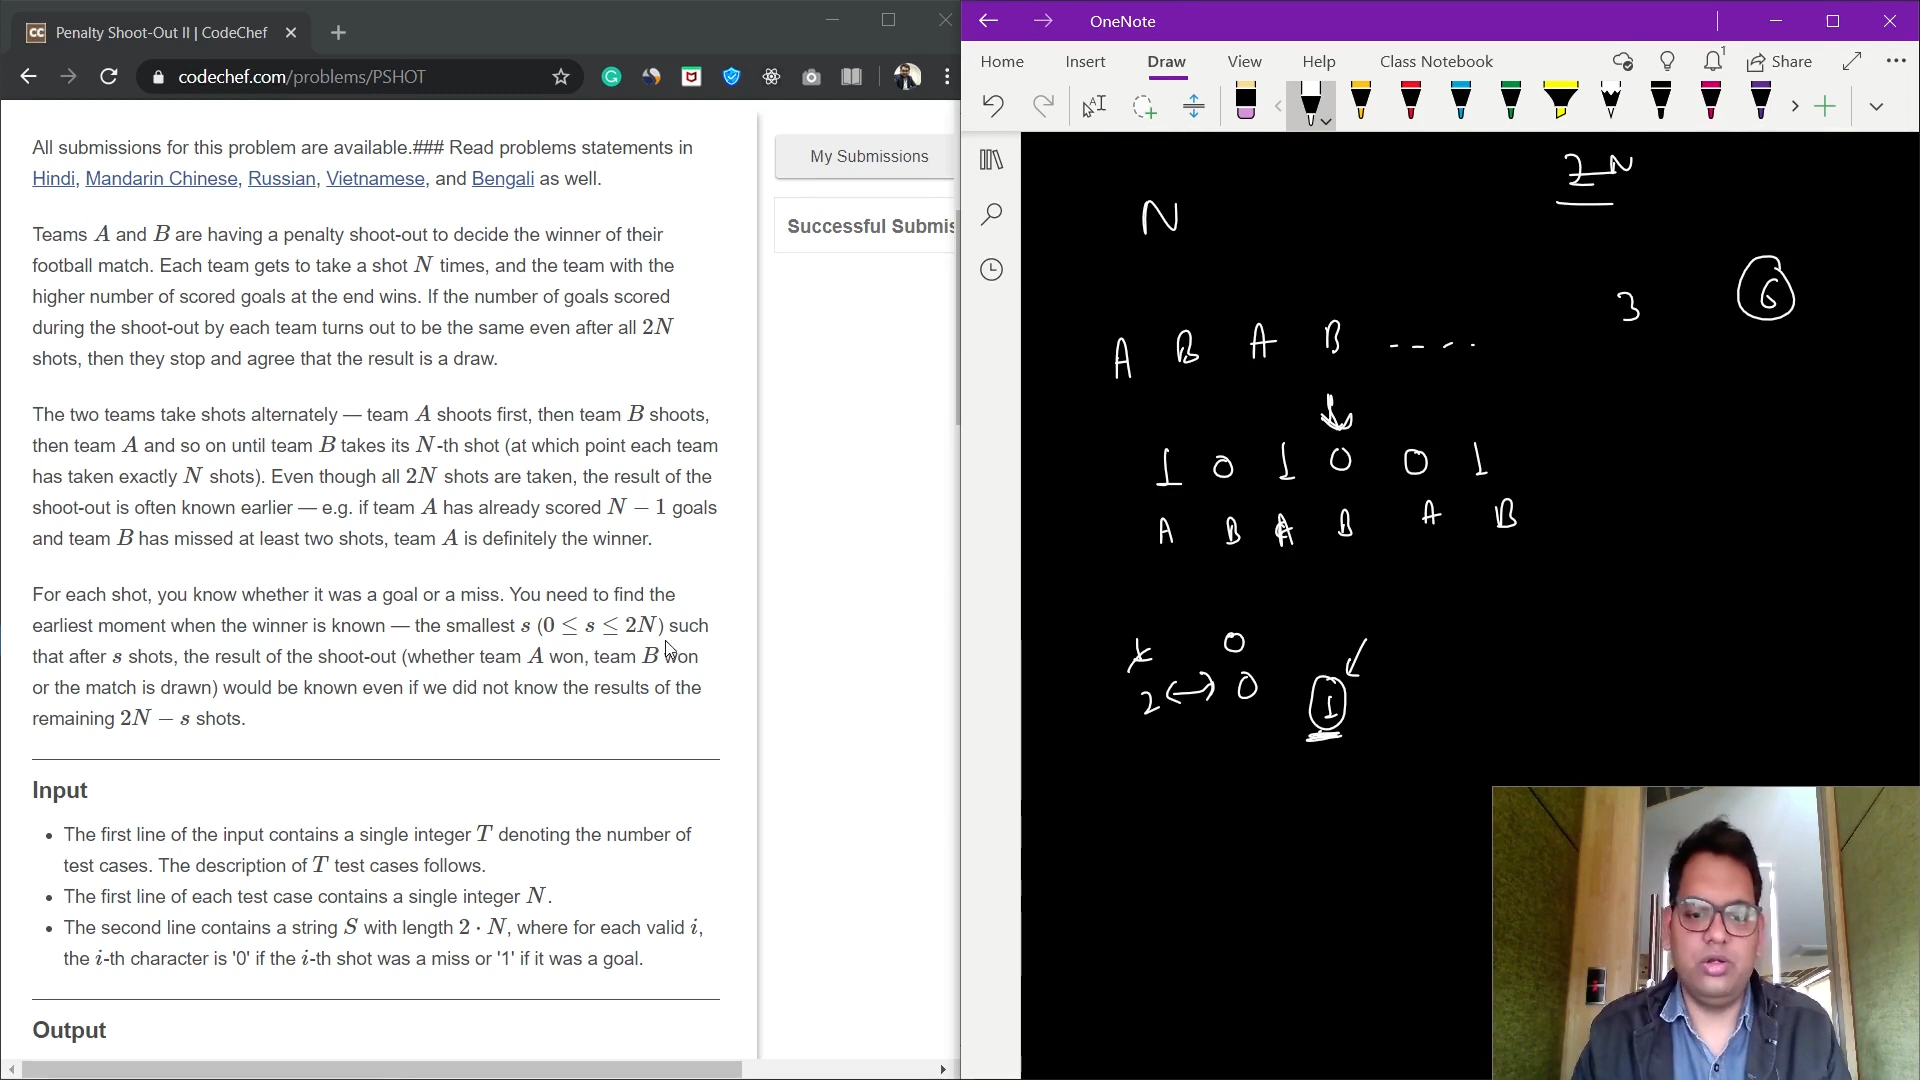 Penalty Shoot-Out II | CodeChef
codechef.com/problems/PSHOT
All submissions for this problem are available.### Read problems statements in
Hindi, Mandarin Chinese, Russian, Vietnamese, and Bengali as well.
Teams A and B are having a penalty shoot-out to decide the winner of their
football match. Each team gets to take a shot N times, and the team with the
higher number of scored goals at the end wins. If the number of goals scored
during the shoot-out by each team turns out to be the same even after all 2N
shots, then they stop and agree that the result is a draw.
The two teams take shots alternately — team A shoots first, then team B shoots,
then team A and so on until team B takes its N-th shot (at which point each team
has taken exactly N shots). Even though all 2N shots are taken, the result of the
shoot-out is often known earlier — e.g. if team A has already scored N − 1 goals
and team B has missed at least two shots, team A is definitely the winner.
For each shot, you know whether it was a goal or a miss. You need to find the
earliest moment when the winner is known — the smallest s (0 ≤ s ≤ 2N) such
that after s shots, the result of the shoot-out (whether team A won, team B won
or the match is drawn) would be known even if we did not know the results of the
remaining 2N − s shots.
Input
• The first line of the input contains a single integer T denoting the number of
test cases. The description of T test cases follows.
• The first line of each test case contains a single integer N.
• The second line contains a string S with length 2 · N, where for each valid i,
the i-th character is '0' if the i-th shot was a miss or '1' if it was a goal.
Output
My Submissions
Successful Submis
OneNote
Home Insert Draw View Help Class Notebook 1 Share
2N
N
3 6
A B A B ----
1 0 1 0 0 1
A B A B A B
0
2 0 1